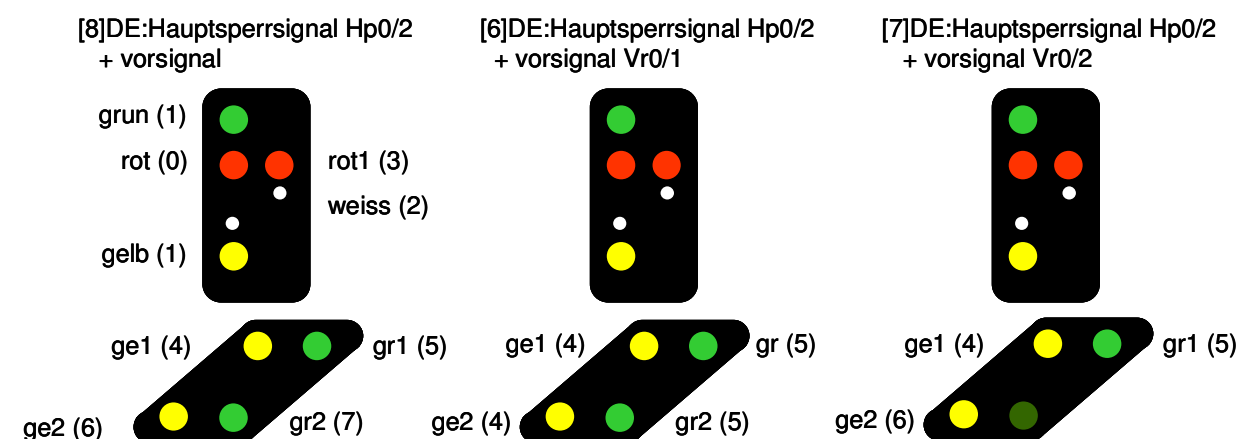 [8]DE:Hauptsperrsignal Hp0/2
+ vorsignal
[6]DE:Hauptsperrsignal Hp0/2
+ vorsignal Vr0/1
[7]DE:Hauptsperrsignal Hp0/2
+ vorsignal Vr0/2
grun (1)
rot (0)
rot1 (3)
weiss (2)
gelb (1)
ge1 (4)
gr1 (5)
ge2 (6)
gr2 (7)
ge1 (4)
gr (5)
ge2 (4)
gr2 (5)
ge1 (4)
gr1 (5)
ge2 (6)